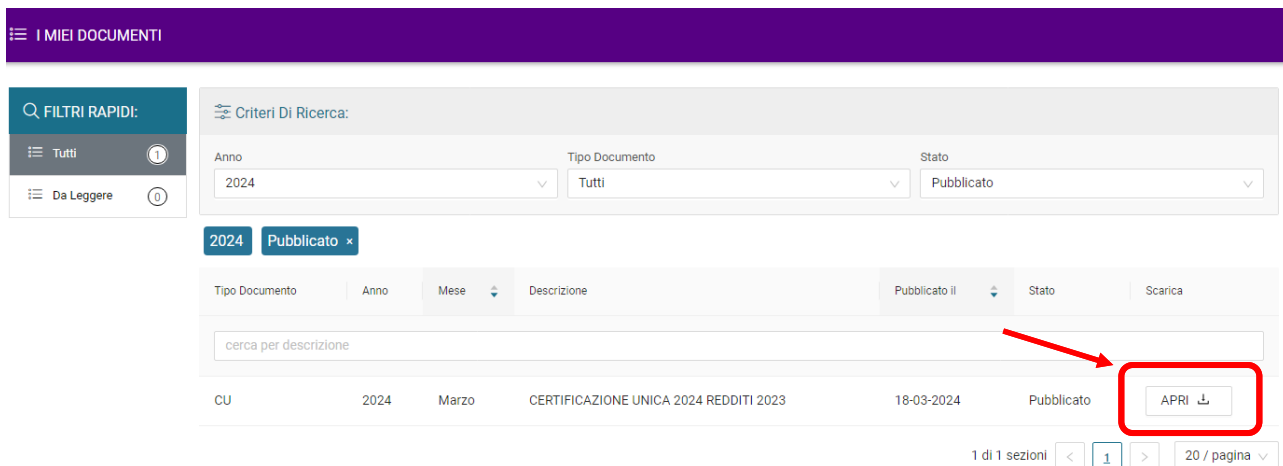 I MIEI DOCUMENTI
FILTRI RAPIDI:
Tutti 1
Da Leggere 0
Criteri Di Ricerca:
Anno Tipo Documento Stato
2024 Tutti Pubblicato
2024 Pubblicato ×
Tipo Documento Anno Mese Descrizione Pubblicato il Stato Scarica
cerca per descrizione
CU 2024 Marzo CERTIFICAZIONE UNICA 2024 REDDITI 2023 18-03-2024 Pubblicato APRI
1 di 1 sezioni < 1 > 20 / pagina